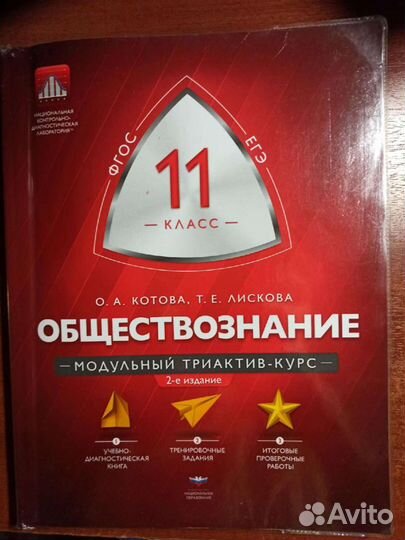 НАЦИОНАЛЬНАЯ
КОНТРОЛЬНО-
ДИАГНОСТИЧЕСКАЯ
ЛАБОРАТОРИЯ™
ФГОС
ЕГЭ
11
— КЛАСС —
О. А. КОТОВА, Т. Е. ЛИСКОВА
ОБЩЕСТВОЗНАНИЕ
— МОДУЛЬНЫЙ ТРИАКТИВ-КУРС —
2-е издание
1
2
3
УЧЕБНО-
ДИАГНОСТИЧЕСКАЯ
КНИГА
ТРЕНИРОВОЧНЫЕ
ЗАДАНИЯ
ИТОГОВЫЕ
ПРОВЕРОЧНЫЕ
РАБОТЫ
НАЦИОНАЛЬНОЕ
ОБРАЗОВАНИЕ
Avito